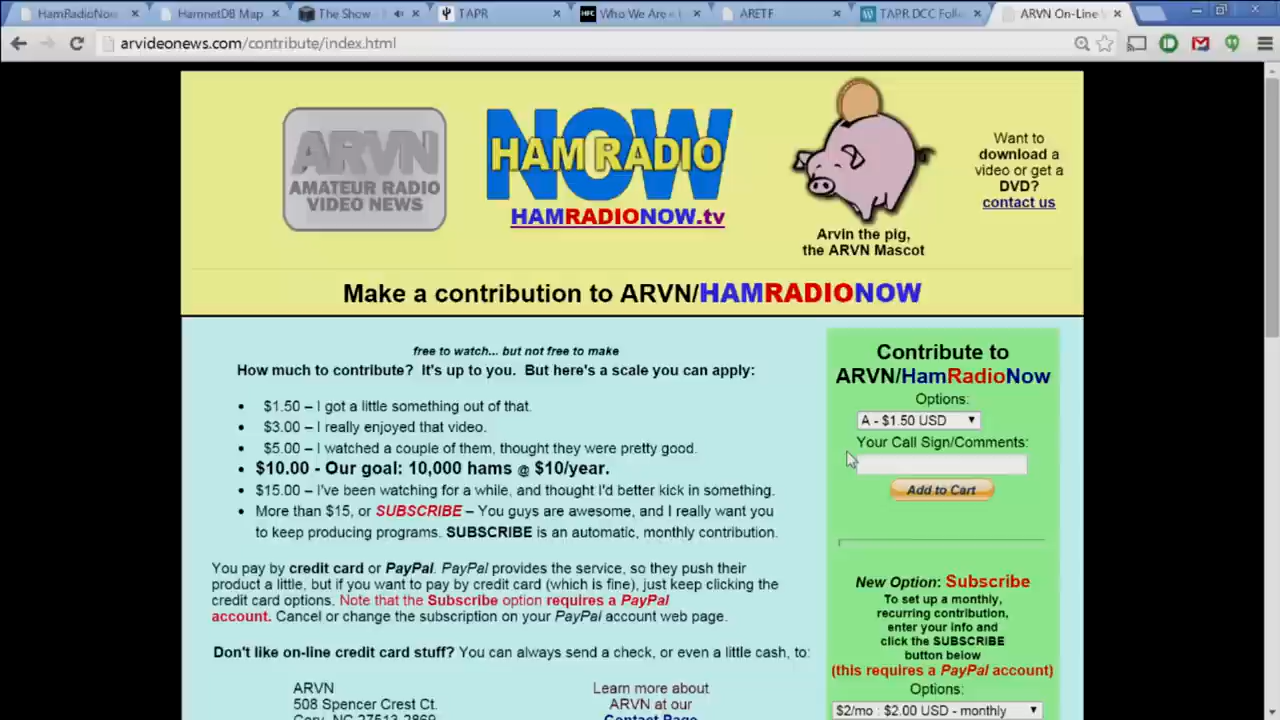 HamRadioNow
HamnetDB Map
The Show
TAPR
Who We Are
ARETF
TAPR DCC Foll
ARVN On-Line
arvideonews.com/contribute/index.html
ARVN
AMATEUR RADIO
VIDEO NEWS
NOW
HAM RADIO
HAMRADIONOW.tv
Arvin the pig,
the ARVN Mascot
Want to
download a
video or get a
DVD?
contact us
Make a contribution to ARVN/HAMRADIONOW
free to watch... but not free to make
How much to contribute? It's up to you. But here's a scale you can apply:
• $1.50 – I got a little something out of that.
• $3.00 – I really enjoyed that video.
• $5.00 – I watched a couple of them, thought they were pretty good.
• $10.00 - Our goal: 10,000 hams @ $10/year.
• $15.00 – I've been watching for a while, and thought I'd better kick in something.
• More than $15, or SUBSCRIBE – You guys are awesome, and I really want you
to keep producing programs. SUBSCRIBE is an automatic, monthly contribution.
You pay by credit card or PayPal. PayPal provides the service, so they push their
product a little, but if you want to pay by credit card (which is fine), just keep clicking the
credit card options. Note that the Subscribe option requires a PayPal
account. Cancel or change the subscription on your PayPal account web page.
Don't like on-line credit card stuff? You can always send a check, or even a little cash, to:
ARVN
508 Spencer Crest Ct.
Cary, NC 27513-2869
Learn more about
ARVN at our
Contact Page
Contribute to
ARVN/HamRadioNow
Options:
A - $1.50 USD
Your Call Sign/Comments:
Add to Cart
New Option: Subscribe
To set up a monthly,
recurring contribution,
enter your info and
click the SUBSCRIBE
button below
(this requires a PayPal account)
Options:
$2/mo : $2.00 USD - monthly